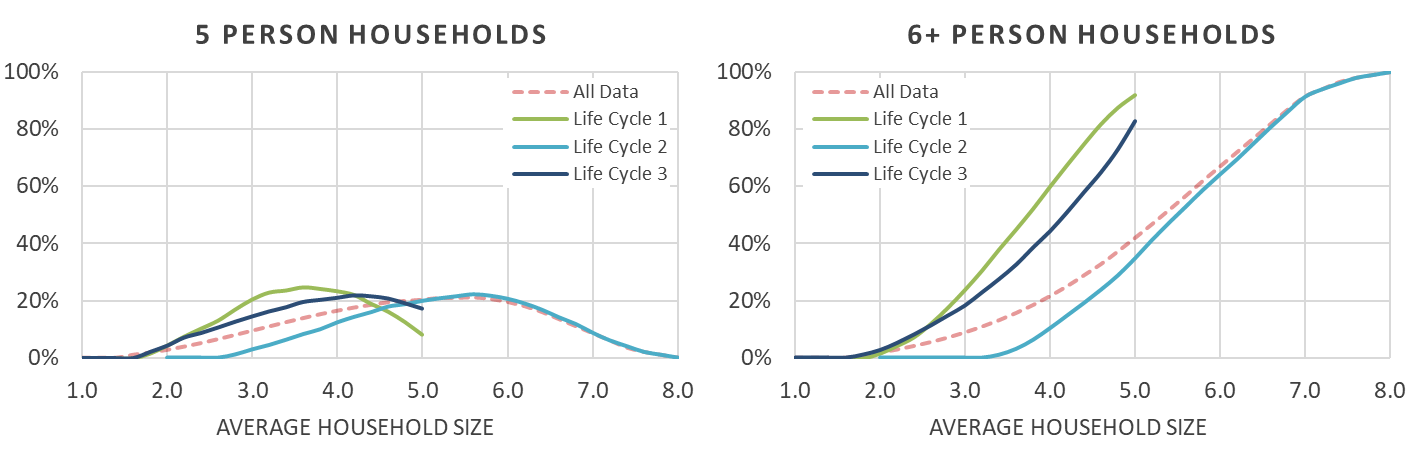 5 PERSON HOUSEHOLDS
100%
80%
60%
40%
20%
0%
All Data
Life Cycle 1
Life Cycle 2
Life Cycle 3
1.0 2.0 3.0 4.0 5.0 6.0 7.0 8.0
AVERAGE HOUSEHOLD SIZE
6+ PERSON HOUSEHOLDS
100%
80%
60%
40%
20%
0%
All Data
Life Cycle 1
Life Cycle 2
Life Cycle 3
1.0 2.0 3.0 4.0 5.0 6.0 7.0 8.0
AVERAGE HOUSEHOLD SIZE